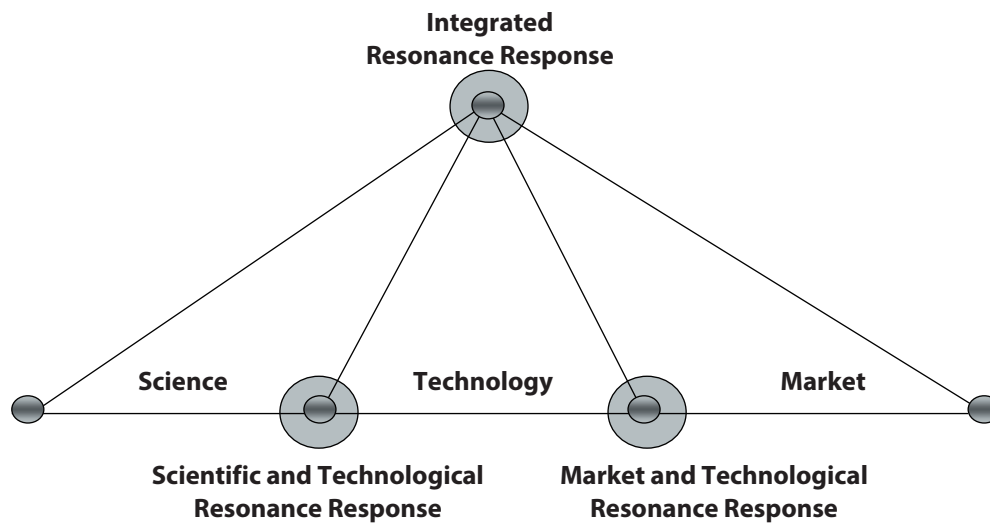 Integrated
Resonance Response
Science
Technology
Market
Scientific and Technological
Resonance Response
Market and Technological
Resonance Response